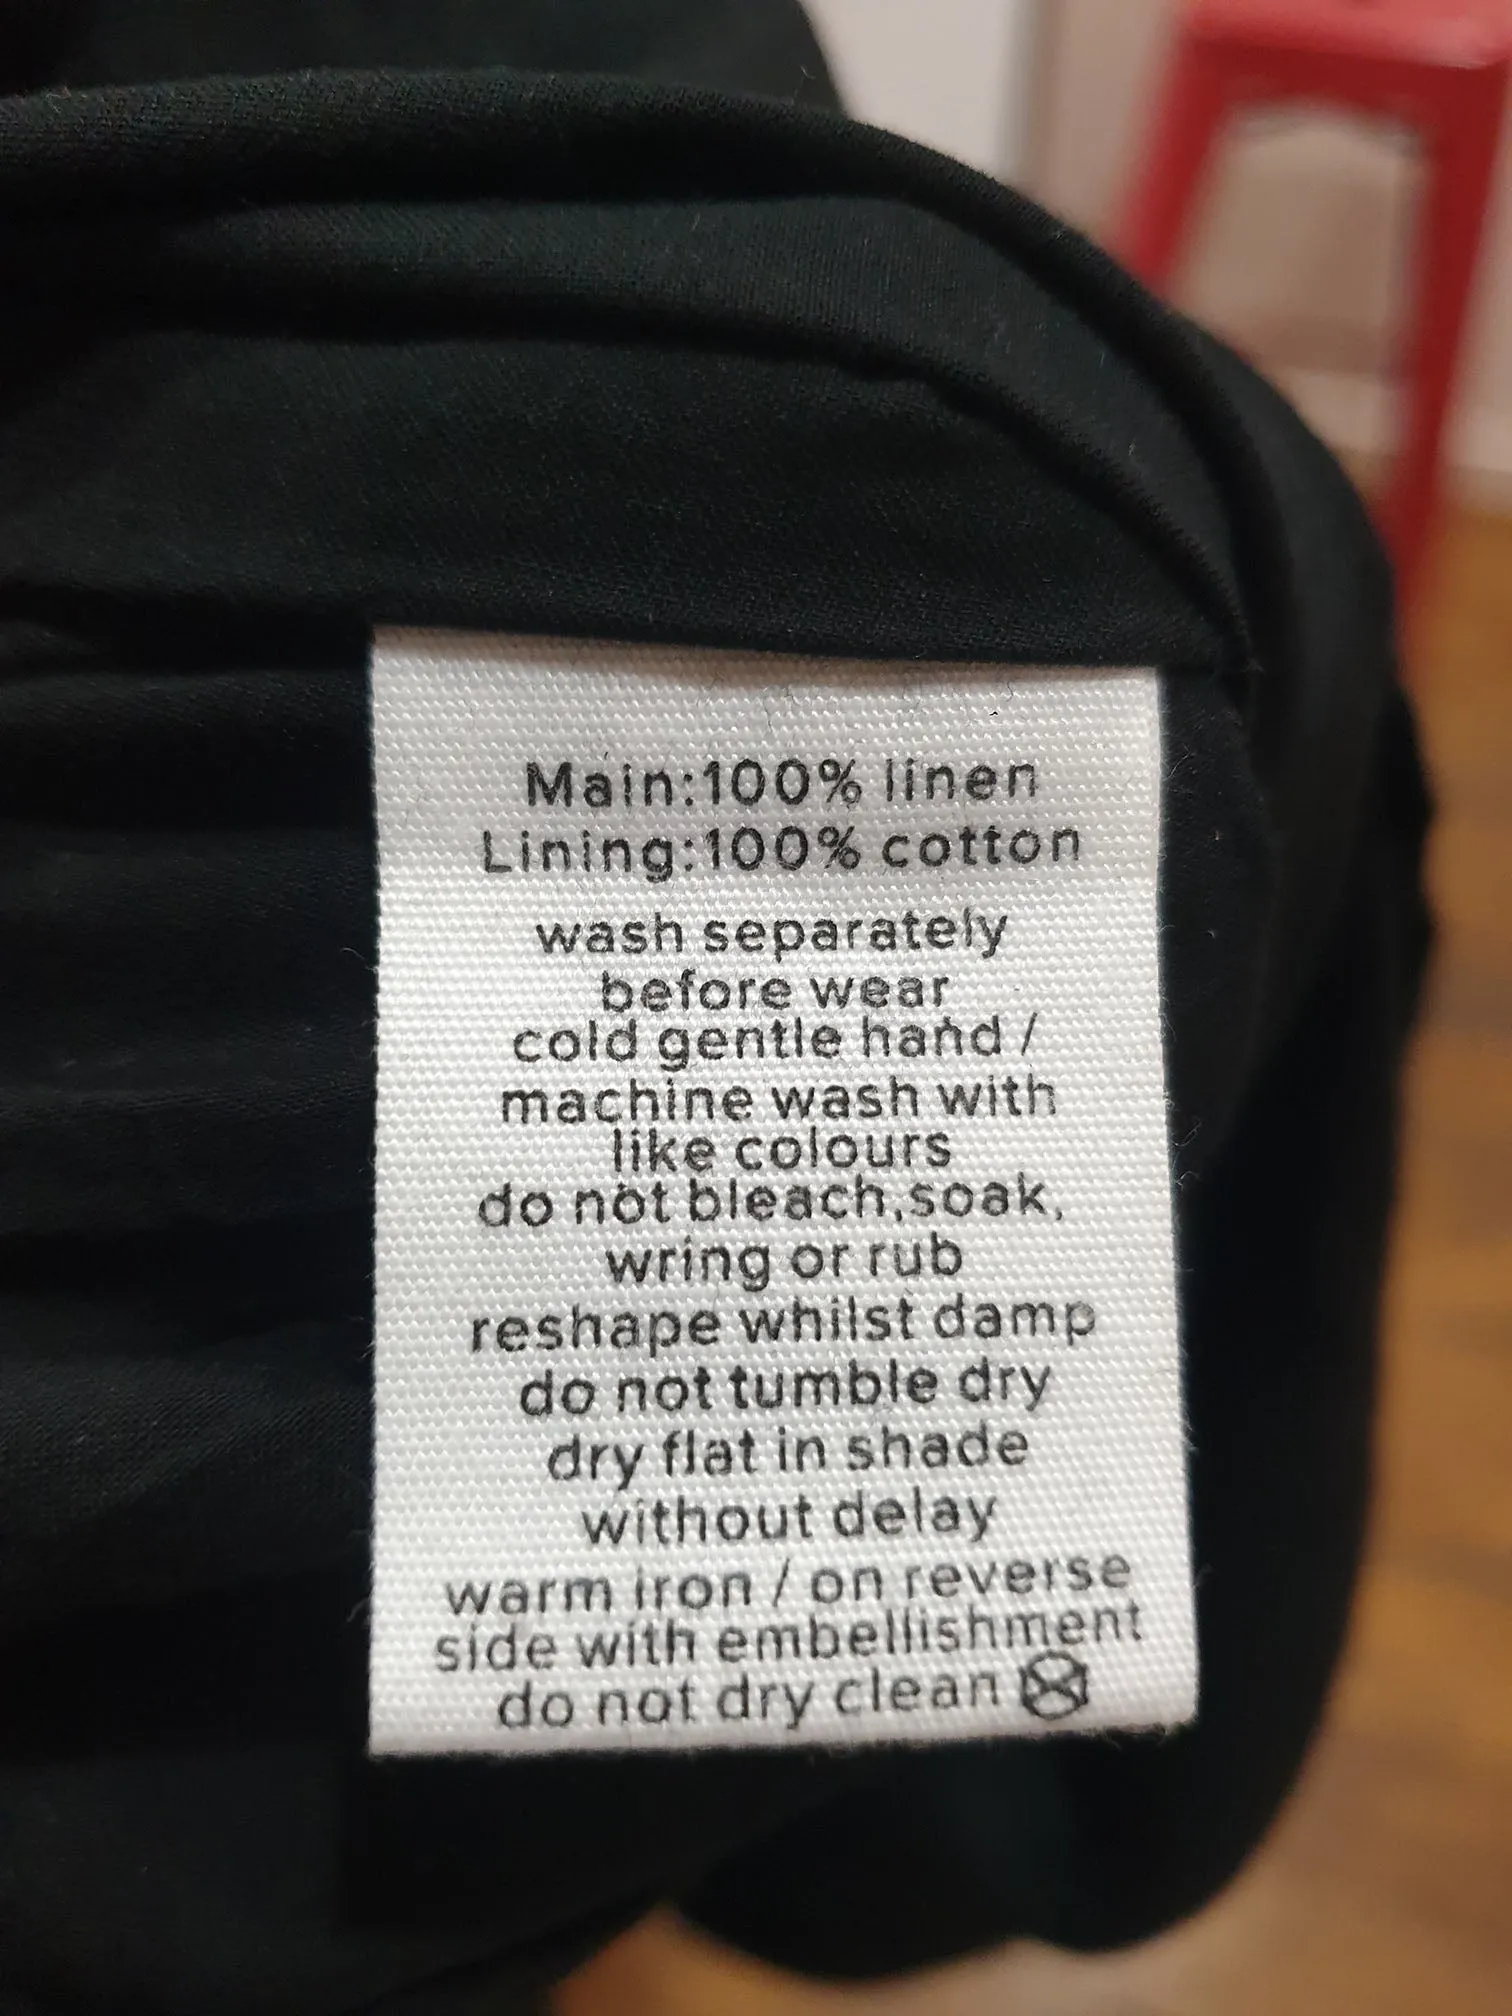 Main:100% linen
Lining:100% cotton
wash separately
before wear
cold gentle hand /
machine wash with
like colours
do not bleach,soak,
wring or rub
reshape whilst damp
do not tumble dry
dry flat in shade
without delay
warm iron / on reverse
side with embellishment
do not dry clean